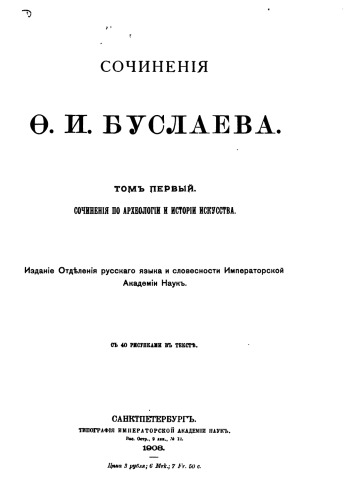 СОЧИНЕНІЯ
Ѳ. И. БУСЛАЕВА.
ТОМЪ ПЕРВЫЙ.
СОЧИНЕНІЯ ПО АРХЕОЛОГІИ И ИСТОРІИ ИСКУССТВА.
Изданіе Отдѣленія русскаго языка и словесности Императорской
Академіи Наукъ.
СЪ 40 РИСУНКАМИ ВЪ ТЕКСТѢ.
САНКТПЕТЕРБУРГЪ.
ТИПОГРАФІЯ ИМПЕРАТОРСКОЙ АКАДЕМІИ НАУКЪ.
Вас. Остр., 9 лин., № 12.
1908.
Цѣна 3 рубля; 6 Mck.; 7 Fr. 50 c.